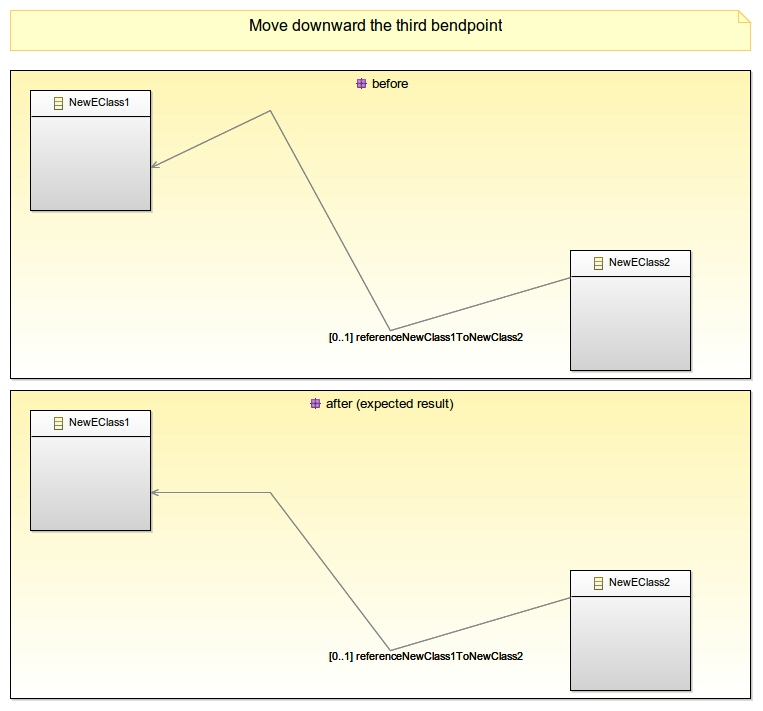 Move downward the third bendpoint
before
NewEClass1
NewEClass2
[0..1] referenceNewClass1ToNewClass2
after (expected result)
NewEClass1
NewEClass2
[0..1] referenceNewClass1ToNewClass2